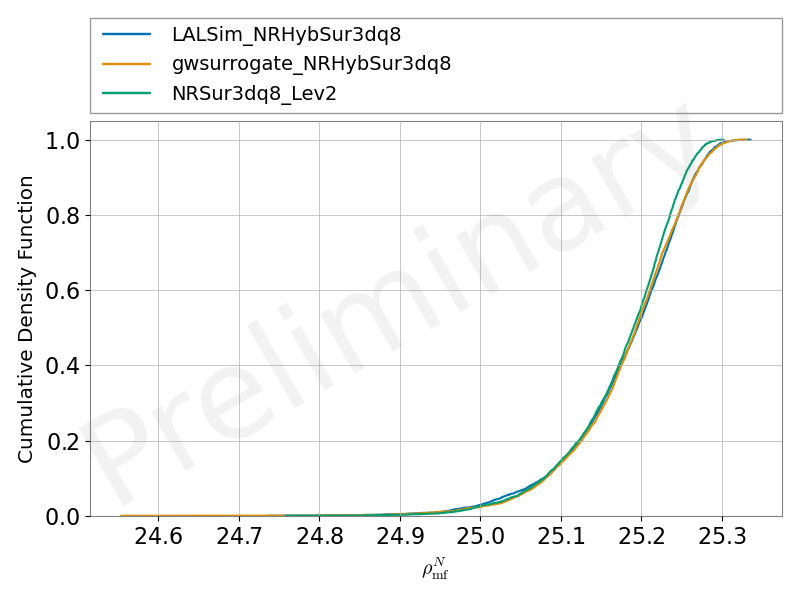 LALSim_NRHybSur3dq8
gwsurrogate_NRHybSur3dq8
NRSur3dq8_Lev2
Preliminary
Cumulative Density Function
1.0
0.8
0.6
0.4
0.2
0.0
24.6 24.7 24.8 24.9 25.0 25.1 25.2 25.3
ρ_mf^N